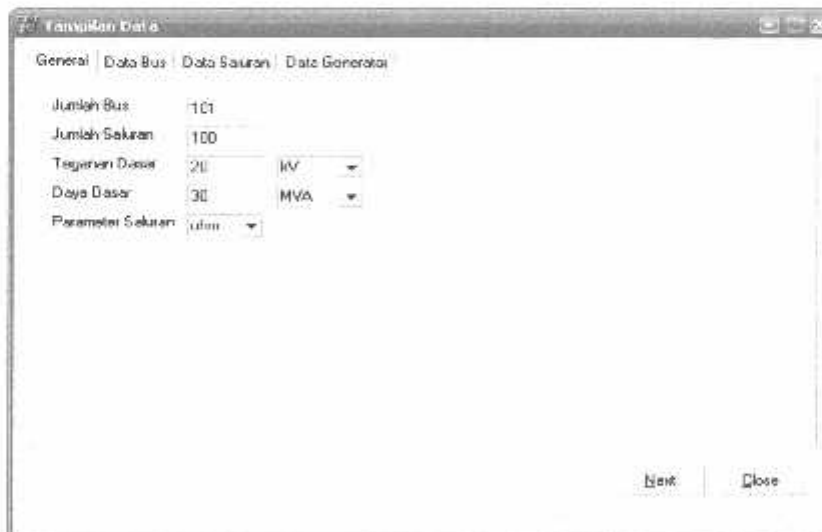 Tampilan Data
General Data Bus Data Saluran Data Generator
Jumlah Bus 101
Jumlah Saluran 100
Tegangan Dasar 20 kV
Daya Dasar 30 MVA
Parameter Saluran ohm
Next Close